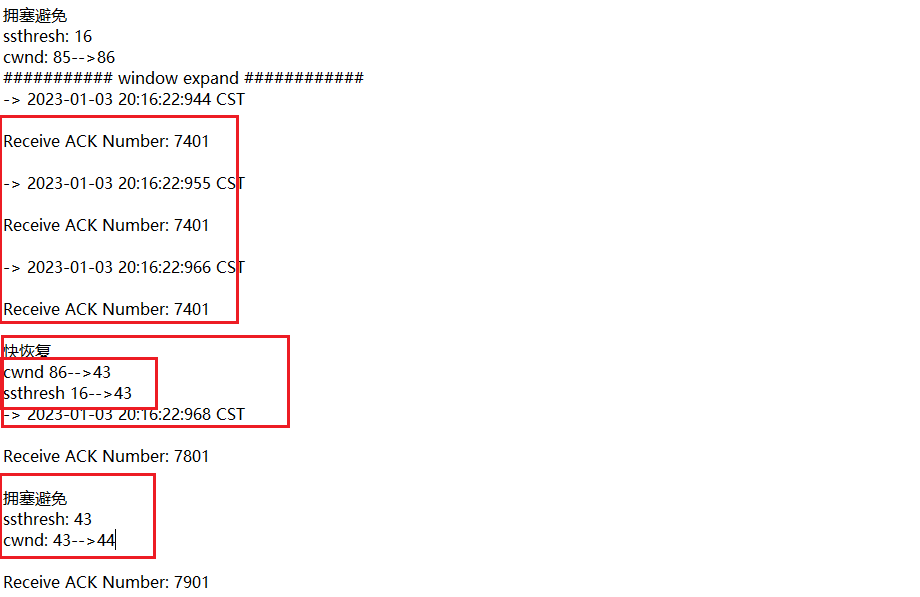 拥塞避免
ssthresh: 16
cwnd: 85-->86
########### window expand ############
-> 2023-01-03 20:16:22:944 CST
Receive ACK Number: 7401
-> 2023-01-03 20:16:22:955 CST
Receive ACK Number: 7401
-> 2023-01-03 20:16:22:966 CST
Receive ACK Number: 7401
快恢复
cwnd 86-->43
ssthresh 16-->43
-> 2023-01-03 20:16:22:968 CST
Receive ACK Number: 7801
拥塞避免
ssthresh: 43
cwnd: 43-->44
Receive ACK Number: 7901